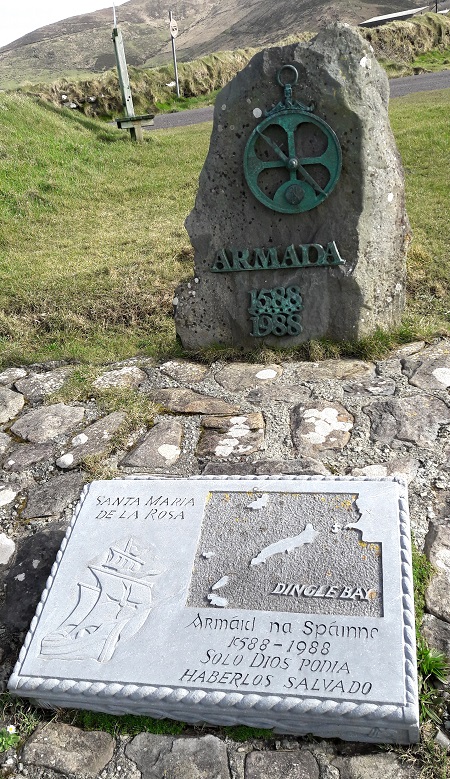 ARMADA
1588
1988
SANTA MARIA
DE LA ROSA
DINGLE BAY
Armáid na Spáinne
1588-1988
SOLO DIOS PODIA
HABERLOS SALVADO